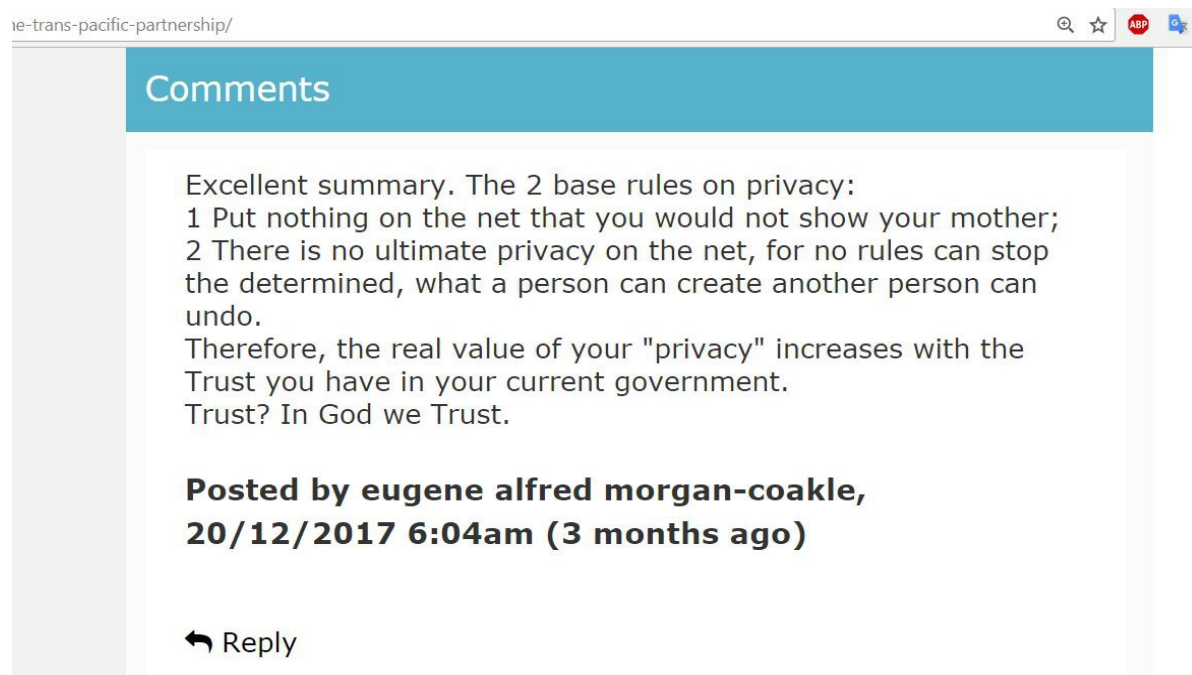 ne-trans-pacific-partnership/
ABP
G
Comments
Excellent summary. The 2 base rules on privacy:
1 Put nothing on the net that you would not show your mother;
2 There is no ultimate privacy on the net, for no rules can stop
the determined, what a person can create another person can
undo.
Therefore, the real value of your "privacy" increases with the
Trust you have in your current government.
Trust? In God we Trust.
Posted by eugene alfred morgan-coakle,
20/12/2017 6:04am (3 months ago)
Reply